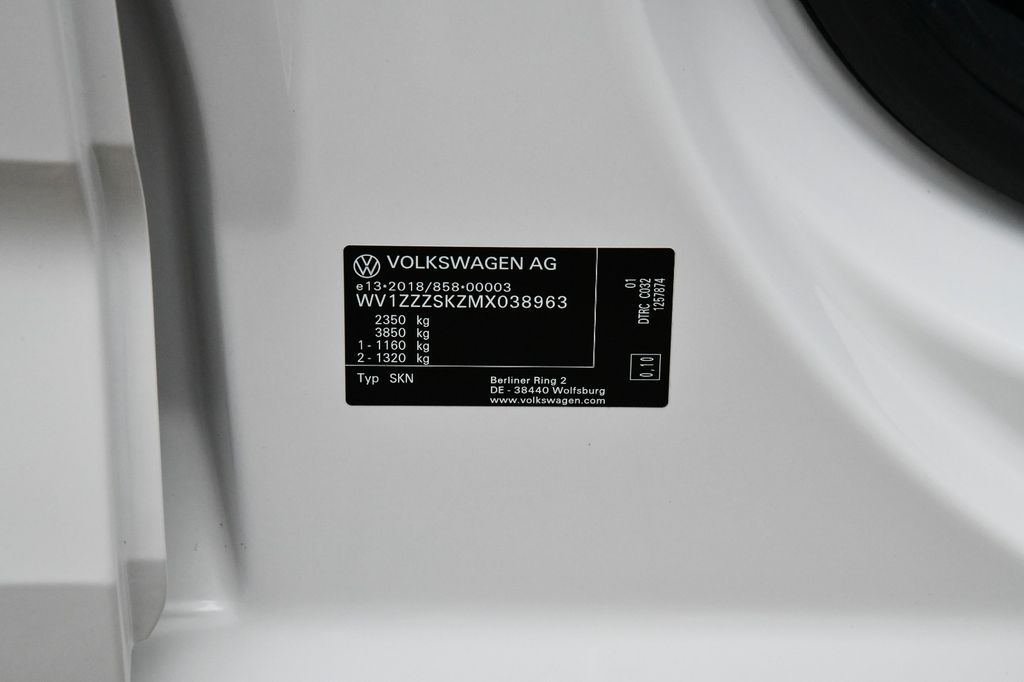 VOLKSWAGEN AG
e13*2018/858*00003
WV1ZZZSKZMX038963
2350 kg
3850 kg
1 - 1160 kg
2 - 1320 kg
Typ SKN
Berliner Ring 2
DE - 38440 Wolfsburg
www.volkswagen.com
01
DTRC C032
1257874
0,10